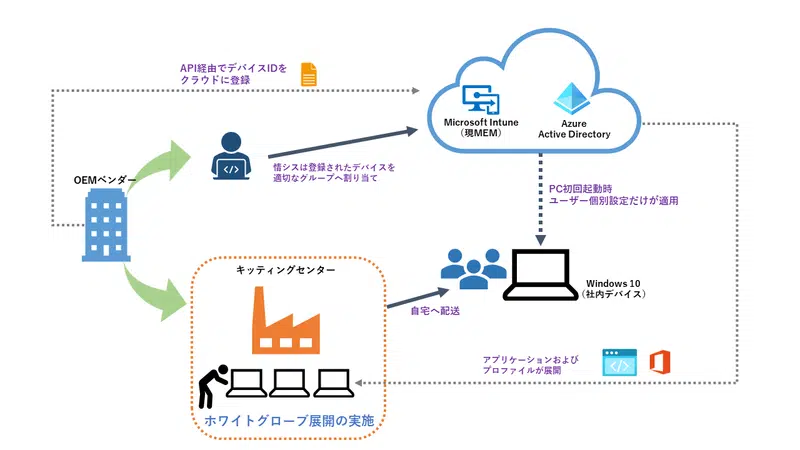 API経由でデバイスIDを
クラウドに登録
Microsoft Intune
（現MEM）
Azure
Active Directory
OEMベンダー
情シスは登録されたデバイスを
適切なグループへ割り当て
PC初回起動時
ユーザー個別設定だけが適用
キッティングセンター
Windows 10
（社内デバイス）
自宅へ配送
アプリケーションおよび
プロファイルが展開
ホワイトグローブ展開の実施